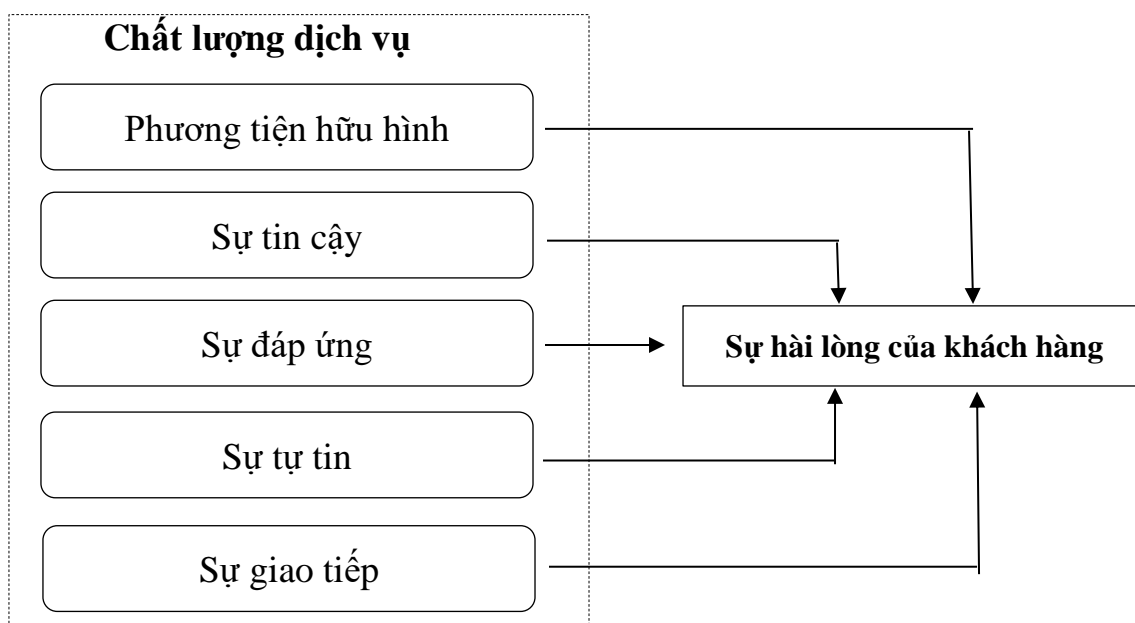 Chất lượng dịch vụ
Phương tiện hữu hình
Sự tin cậy
Sự đáp ứng
Sự hài lòng của khách hàng
Sự tự tin
Sự giao tiếp